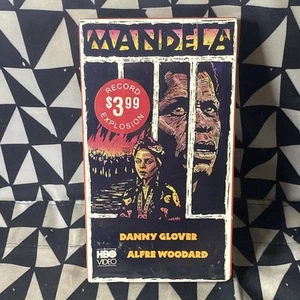 MANDELA
RECORD
$3.99
EXPLOSION
DANNY GLOVER
HBO
VIDEO
ALFRE WOODARD